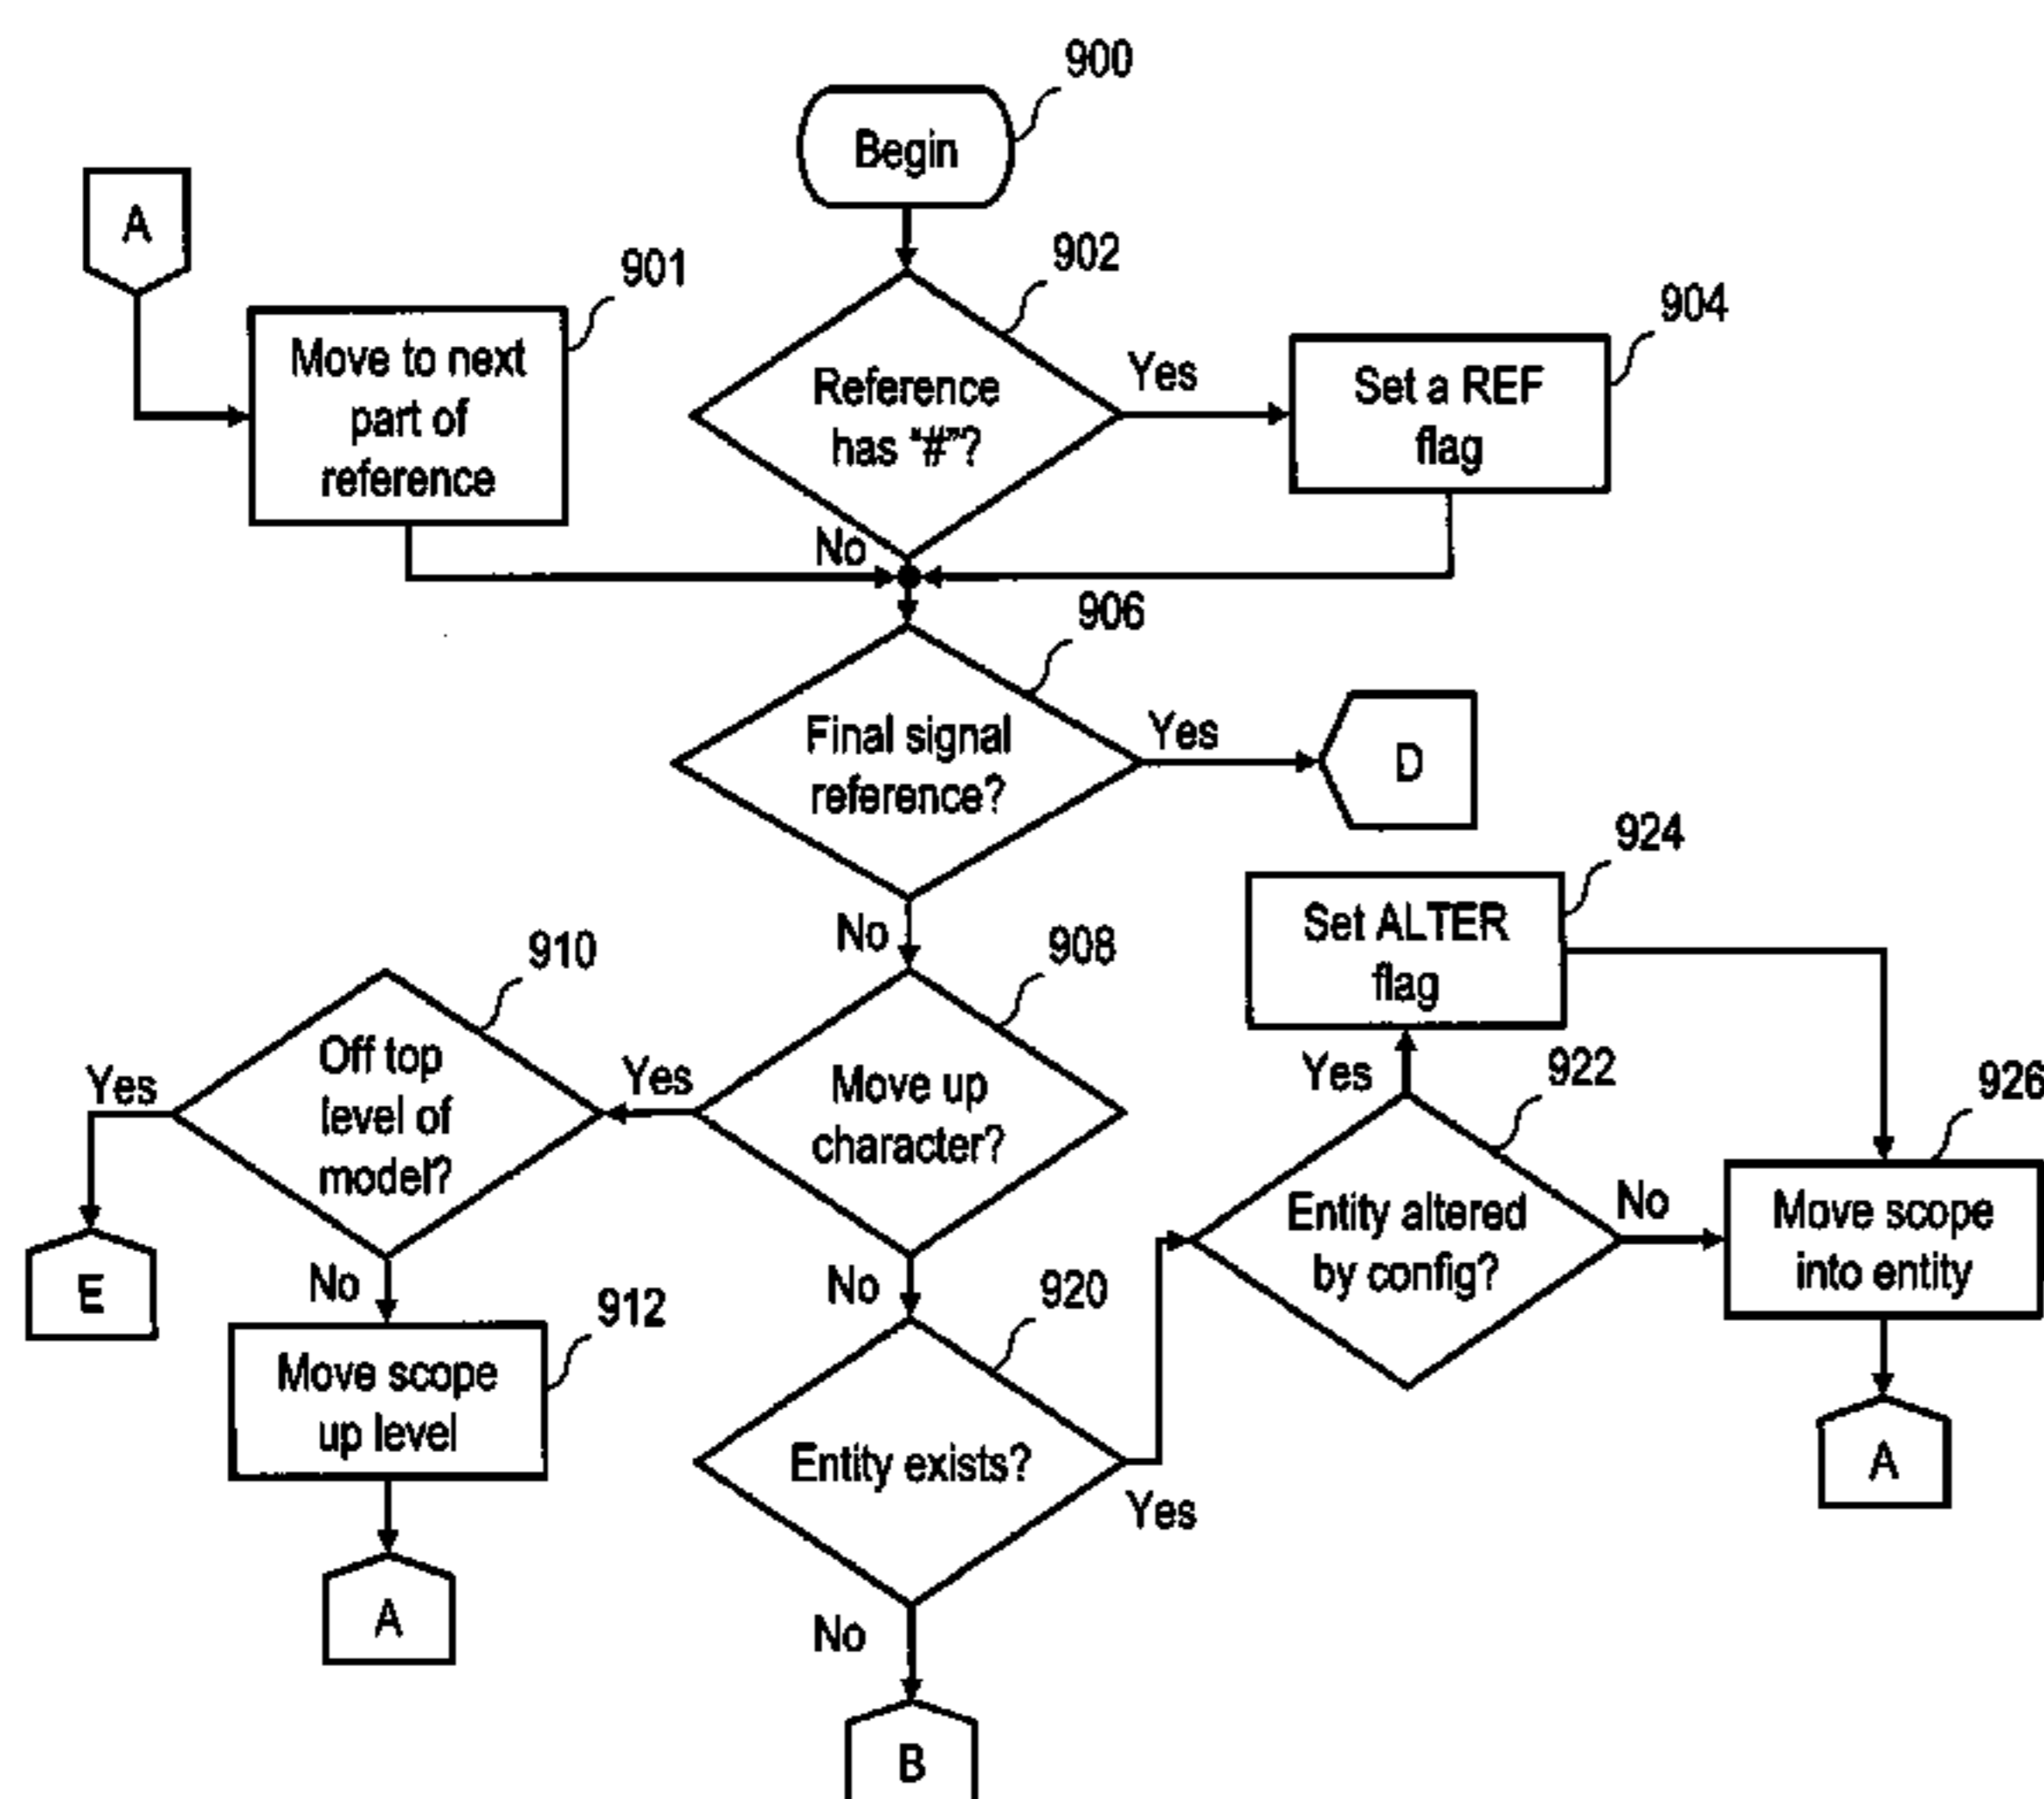 900
Begin
A
901
902
904
Move to next
part of
reference
Reference
has "#"?
Yes
Set a REF
flag
No
906
Final signal
reference?
Yes
D
924
Set ALTER
flag
No
908
910
Off top
level of
model?
Yes
Yes
Move up
character?
Yes
922
926
Entity altered
by config?
No
Move scope
into entity
E
No
912
No
920
Move scope
up level
Entity exists?
Yes
A
A
No
B